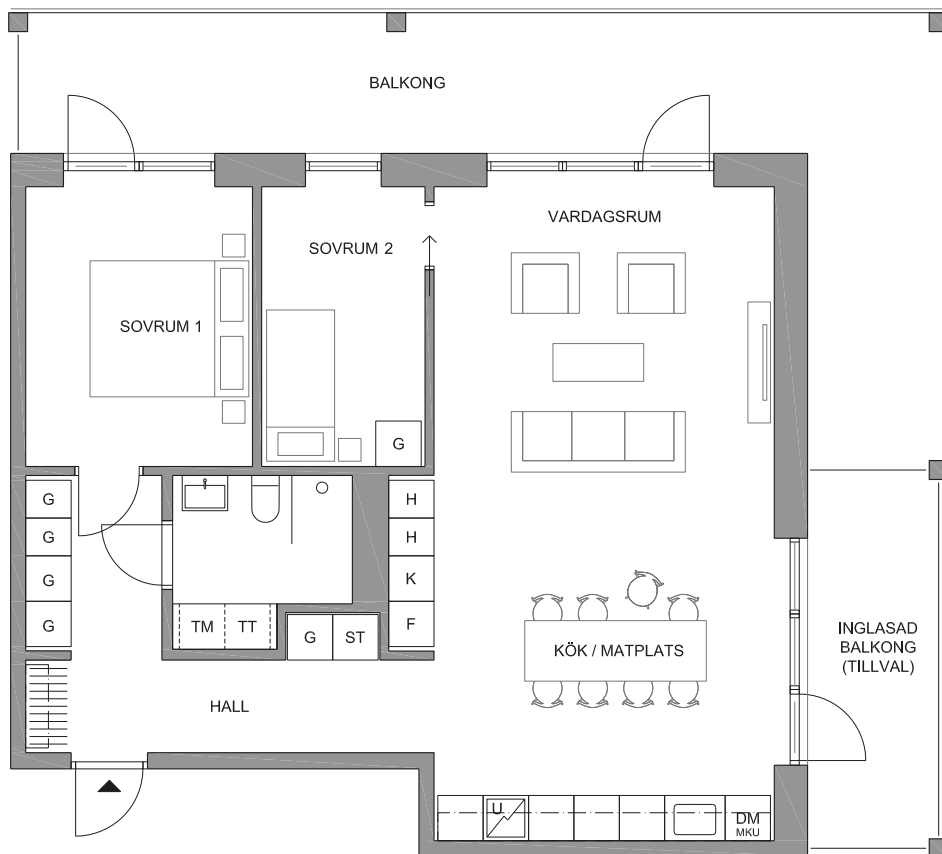 BALKONG
VARDAGSRUM
SOVRUM 2
SOVRUM 1
G
G
H
G
H
G
K
G
TM
TT
G
ST
F
KÖK / MATPLATS
INGLASAD
BALKONG
(TILLVAL)
HALL
U
DM
MKU